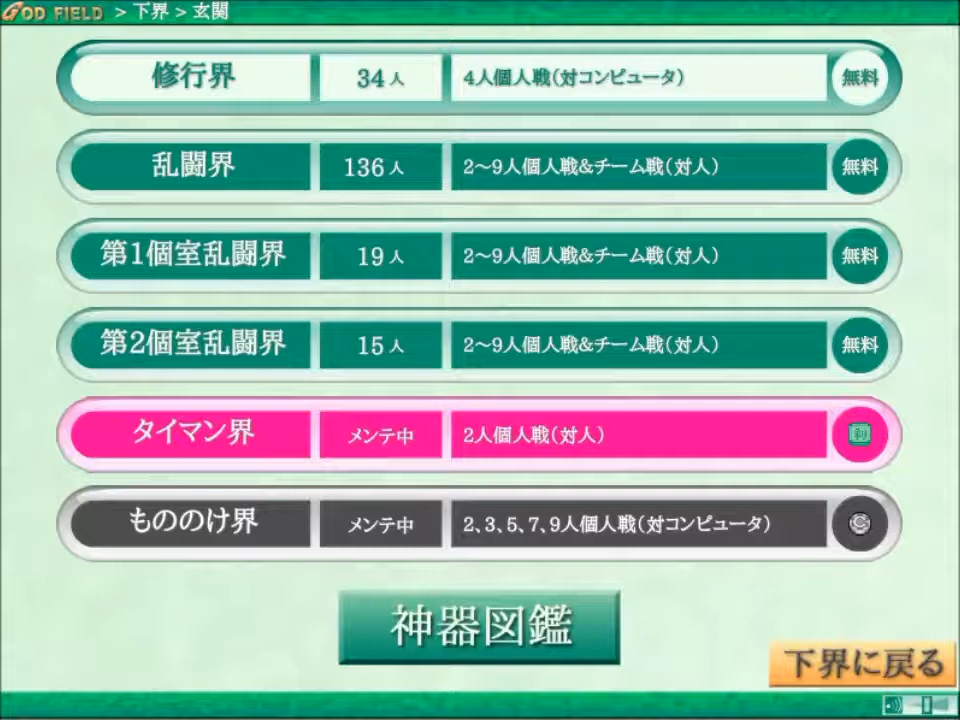 GOD FIELD > 下界 > 玄関
修行界 34人 4人個人戦(対コンピュータ) 無料
乱闘界 136人 2〜9人個人戦&チーム戦(対人) 無料
第1個室乱闘界 19人 2〜9人個人戦&チーム戦(対人) 無料
第2個室乱闘界 15人 2〜9人個人戦&チーム戦(対人) 無料
タイマン界 メンテ中 2人個人戦(対人)
もののけ界 メンテ中 2、3、5、7、9人個人戦(対コンピュータ) C
神器図鑑
下界に戻る